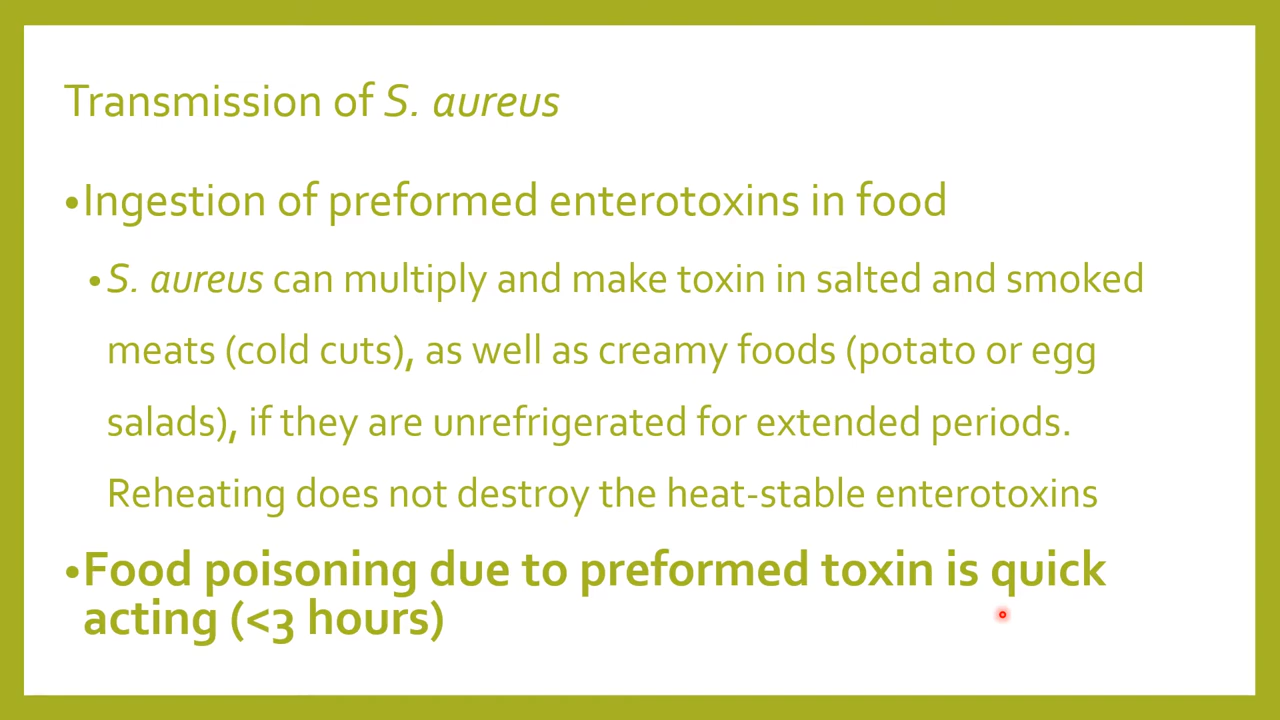 Transmission of S. aureus
•Ingestion of preformed enterotoxins in food
•S. aureus can multiply and make toxin in salted and smoked
meats (cold cuts), as well as creamy foods (potato or egg
salads), if they are unrefrigerated for extended periods.
Reheating does not destroy the heat-stable enterotoxins
•Food poisoning due to preformed toxin is quick
acting (<3 hours)